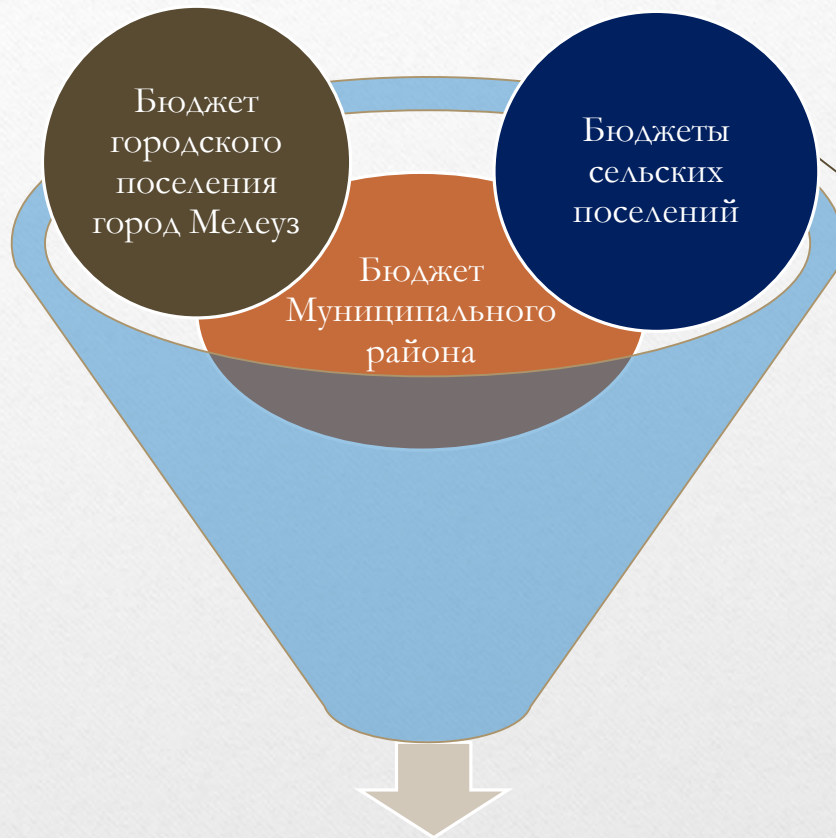 Бюджет
городского
поселения
город Мелеуз
Бюджеты
сельских
поселений
Бюджет
Муниципального
района